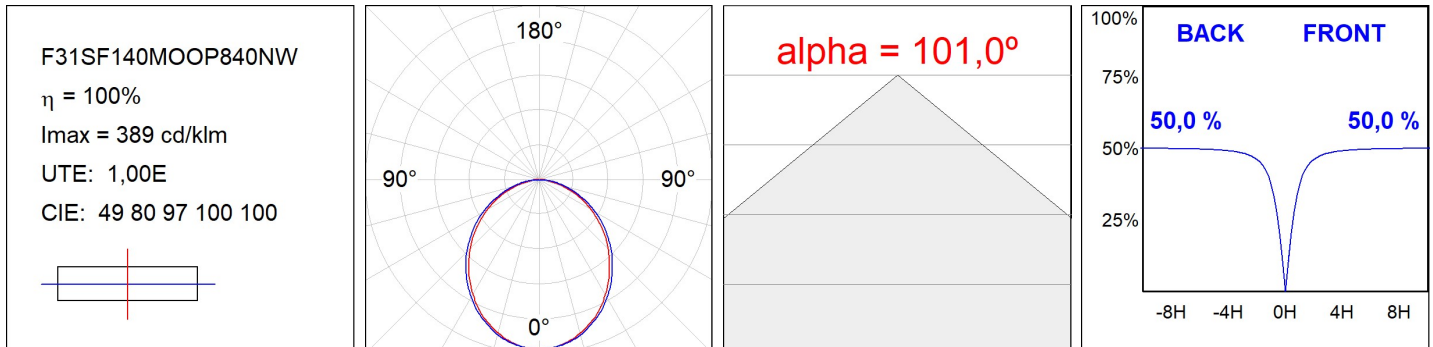 F31SF140MOOP840NW
η = 100%
Imax = 389 cd/klm
UTE: 1,00E
CIE: 49 80 97 100 100
180°
90° 90°
0°
alpha = 101,0º
100%
BACK FRONT
75%
50,0 % 50,0 %
50%
25%
-8H -4H 0H 4H 8H